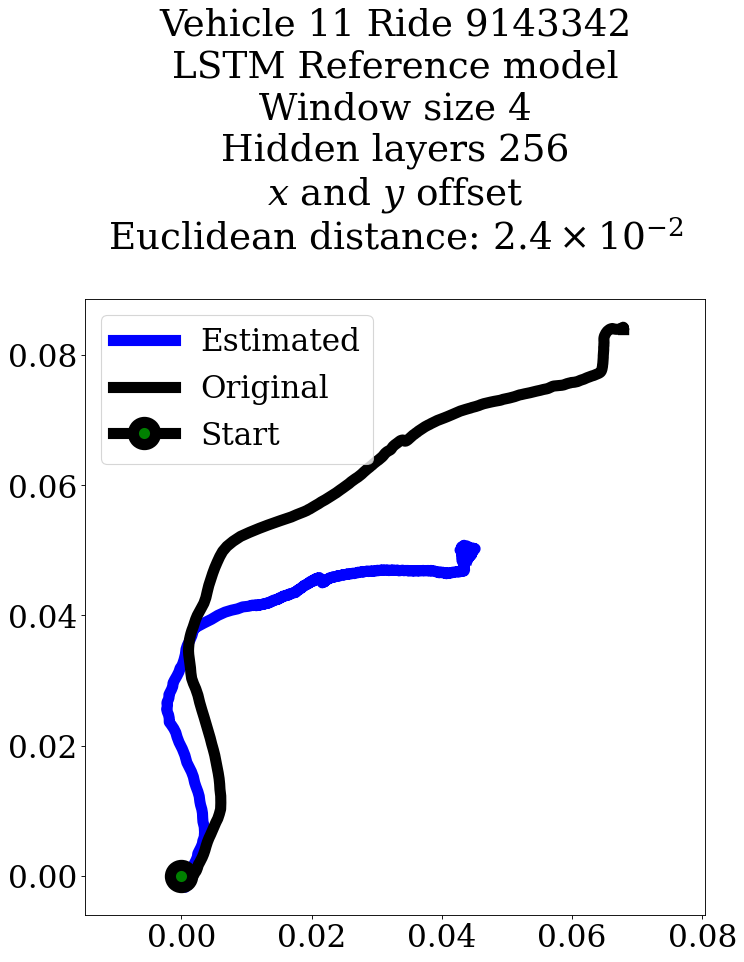 Vehicle 11 Ride 9143342
LSTM Reference model
Window size 4
Hidden layers 256
x and y offset
Euclidean distance: 2.4 × 10⁻²
Estimated
Original
Start
0.08
0.06
0.04
0.02
0.00
0.00 0.02 0.04 0.06 0.08